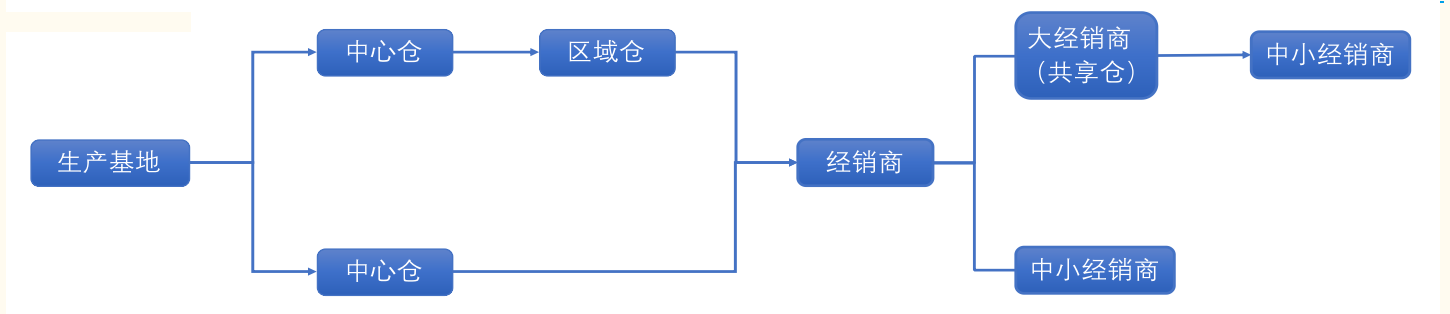 中心仓
区域仓
大经销商
（共享仓）
中小经销商
生产基地
经销商
中心仓
中小经销商